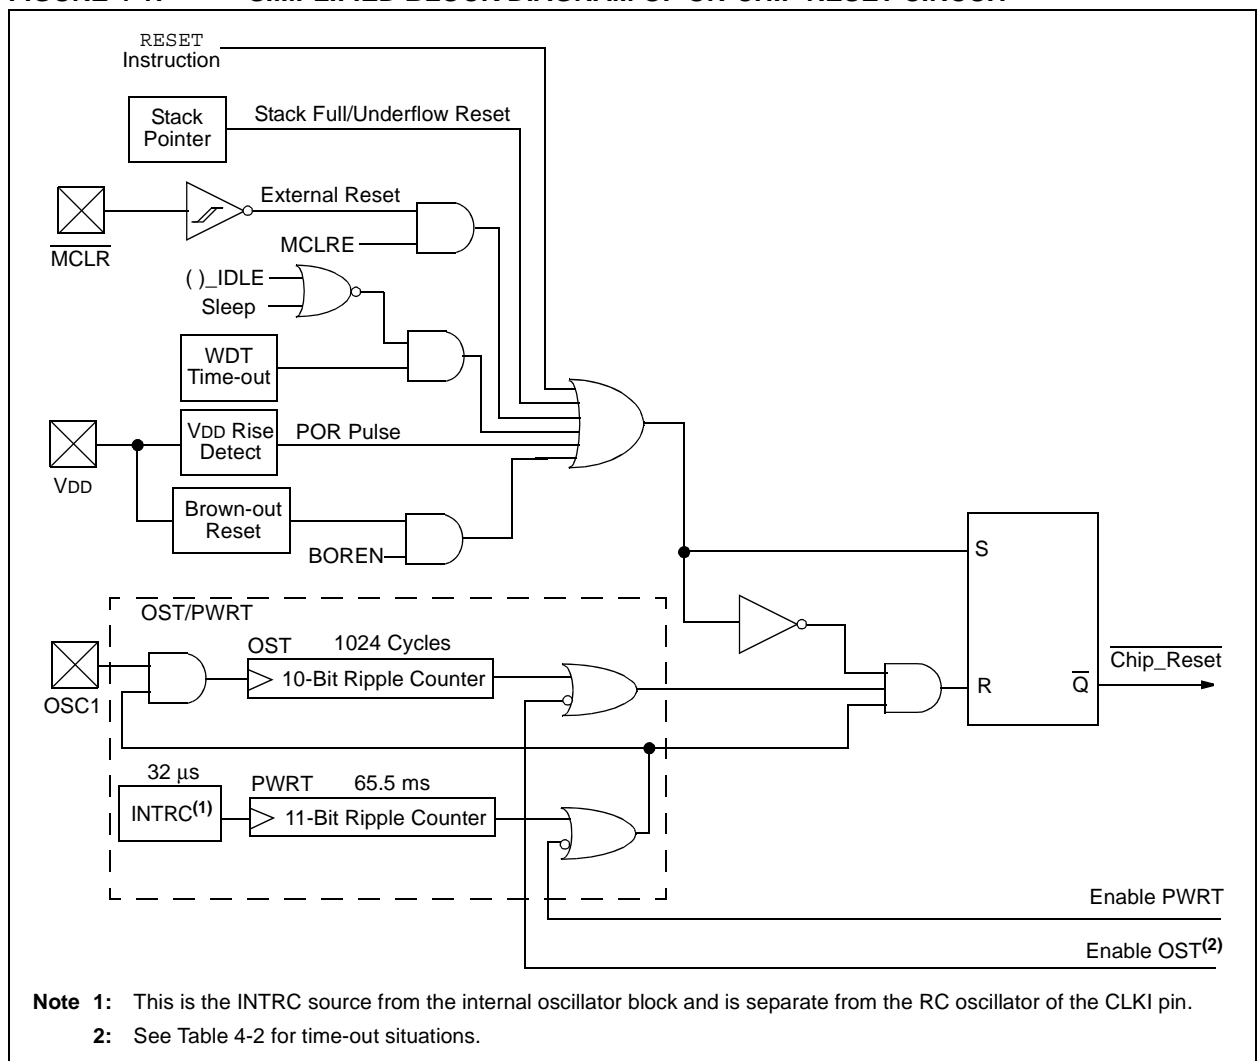 RESET
Instruction
Stack
Pointer
Stack Full/Underflow Reset
External Reset
MCLR
MCLRE
( )_IDLE
Sleep
WDT
Time-out
VDD Rise
Detect
POR Pulse
VDD
Brown-out
Reset
BOREN
S
OST/PWRT
OST
1024 Cycles
10-Bit Ripple Counter
OSC1
R
Q
Chip_Reset
32 μs
INTRC(1)
PWRT
65.5 ms
11-Bit Ripple Counter
Enable PWRT
Enable OST(2)
Note 1: This is the INTRC source from the internal oscillator block and is separate from the RC oscillator of the CLKI pin.
2: See Table 4-2 for time-out situations.